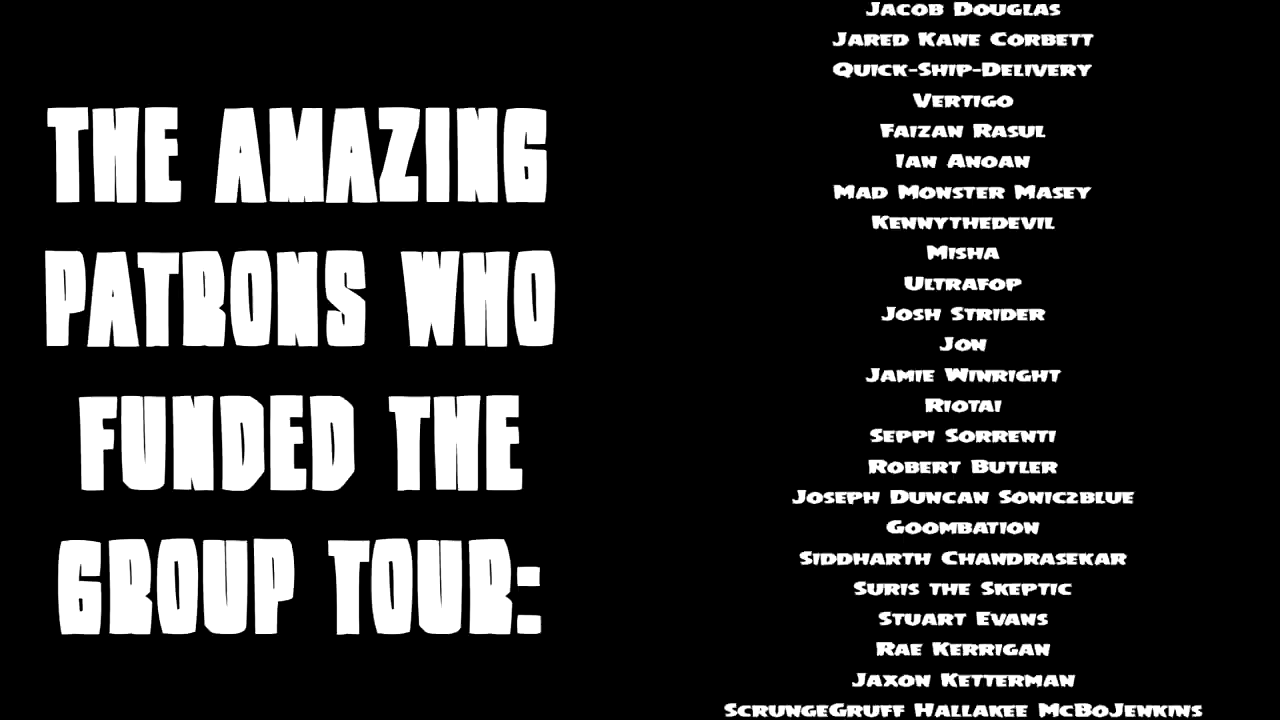 THE AMAZING
PATRONS WHO
FUNDED THE
GROUP TOUR:
Jacob Douglas
Jared Kane Corbett
Quick-Ship-Delivery
Vertigo
Faizan Rasul
Ian Anoan
Mad Monster Masey
Kennythedevil
Misha
Ultrafop
Josh Strider
Jon
Jamie Winright
Riotai
Seppi Sorrenti
Robert Butler
Joseph Duncan Sonic2blue
Goombation
Siddharth Chandrasekar
Suris the Skeptic
Stuart Evans
Rae Kerrigan
Jaxon Ketterman
ScrungeGruff Hallakee McBoJenkins